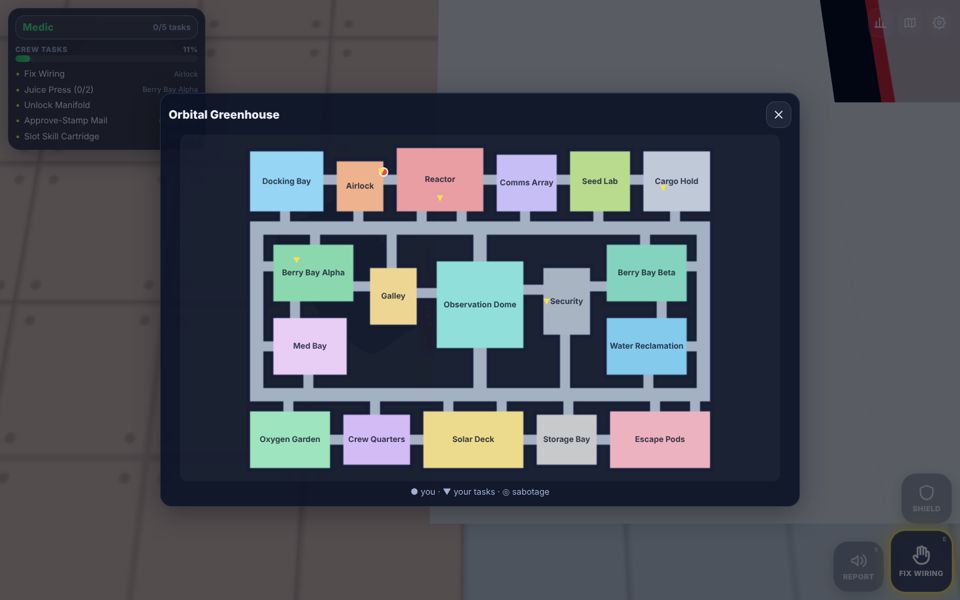 Medic 0/5 tasks
CREW TASKS 11%
Fix Wiring Airlock
Juice Press (0/2) Berry Bay Alpha
Unlock Manifold
Approve-Stamp Mail
Slot Skill Cartridge
Orbital Greenhouse
Docking Bay
Airlock
Reactor
Comms Array
Seed Lab
Cargo Hold
Berry Bay Alpha
Galley
Observation Dome
Security
Berry Bay Beta
Med Bay
Water Reclamation
Oxygen Garden
Crew Quarters
Solar Deck
Storage Bay
Escape Pods
you · your tasks · sabotage
SHIELD
REPORT
FIX WIRING